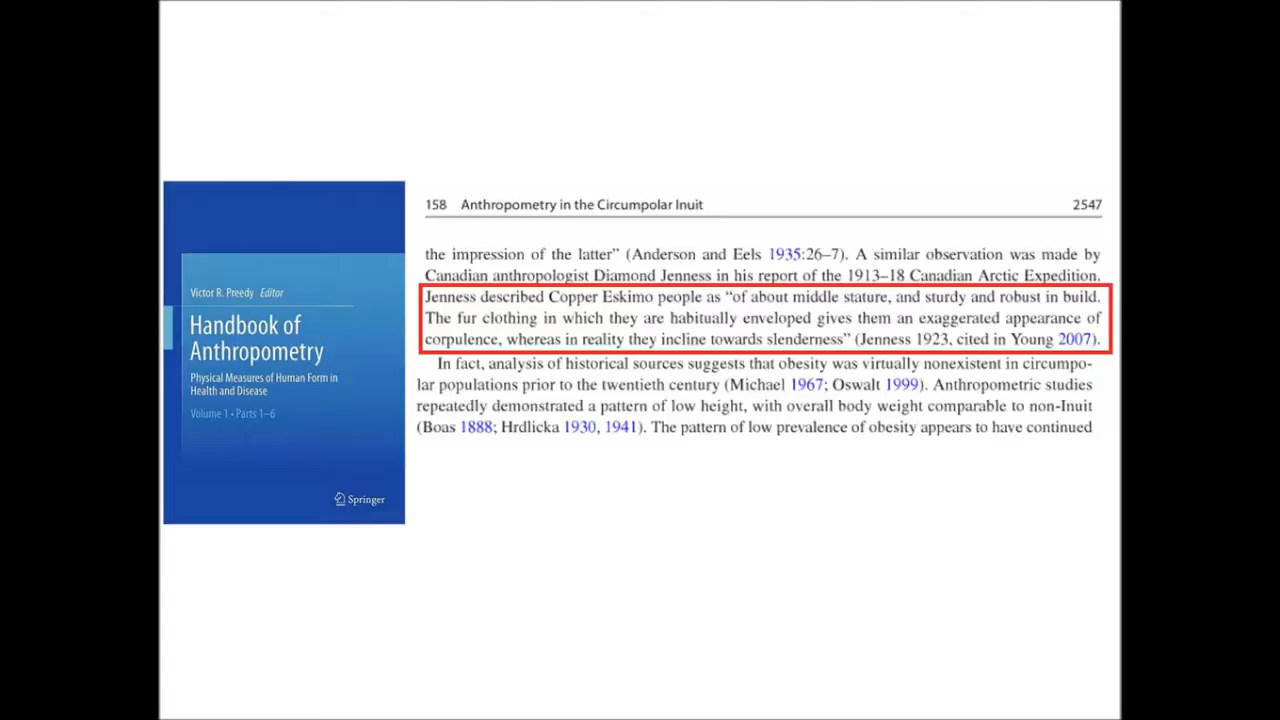 Victor R. Preedy Editor
Handbook of
Anthropometry
Physical Measures of Human Form in
Health and Disease
Volume 1 • Parts 1–6
Springer
158 Anthropometry in the Circumpolar Inuit 2547
the impression of the latter” (Anderson and Eels 1935:26–7). A similar observation was made by
Canadian anthropologist Diamond Jenness in his report of the 1913–18 Canadian Arctic Expedition.
Jenness described Copper Eskimo people as “of about middle stature, and sturdy and robust in build.
The fur clothing in which they are habitually enveloped gives them an exaggerated appearance of
corpulence, whereas in reality they incline towards slenderness” (Jenness 1923, cited in Young 2007).
In fact, analysis of historical sources suggests that obesity was virtually nonexistent in circumpo-
lar populations prior to the twentieth century (Michael 1967; Oswalt 1999). Anthropometric studies
repeatedly demonstrated a pattern of low height, with overall body weight comparable to non-Inuit
(Boas 1888; Hrdlicka 1930, 1941). The pattern of low prevalence of obesity appears to have continued